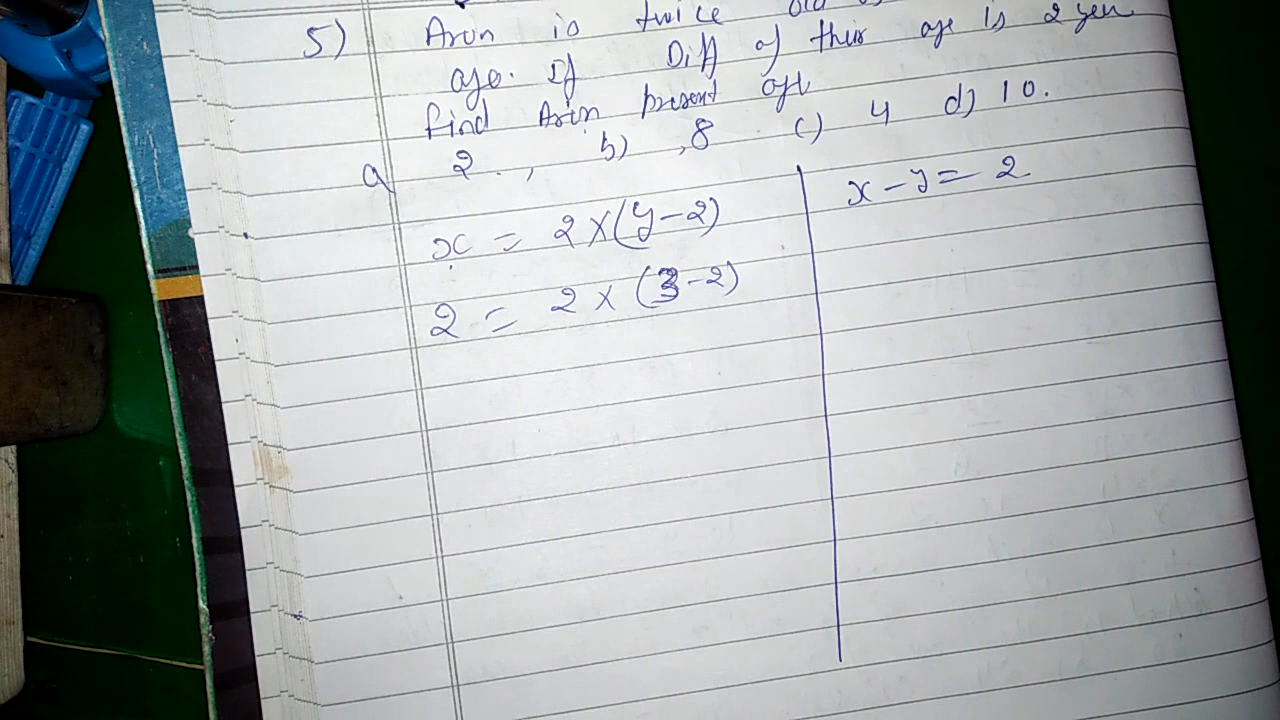 5) Arun is twice old
age. If Diff of their age is 2 year
find Arun present age
a 2 , b) ,8 c) 4 d) 10.
x = 2 x (y-2)
x - y = 2
2 = 2 x (3-2)